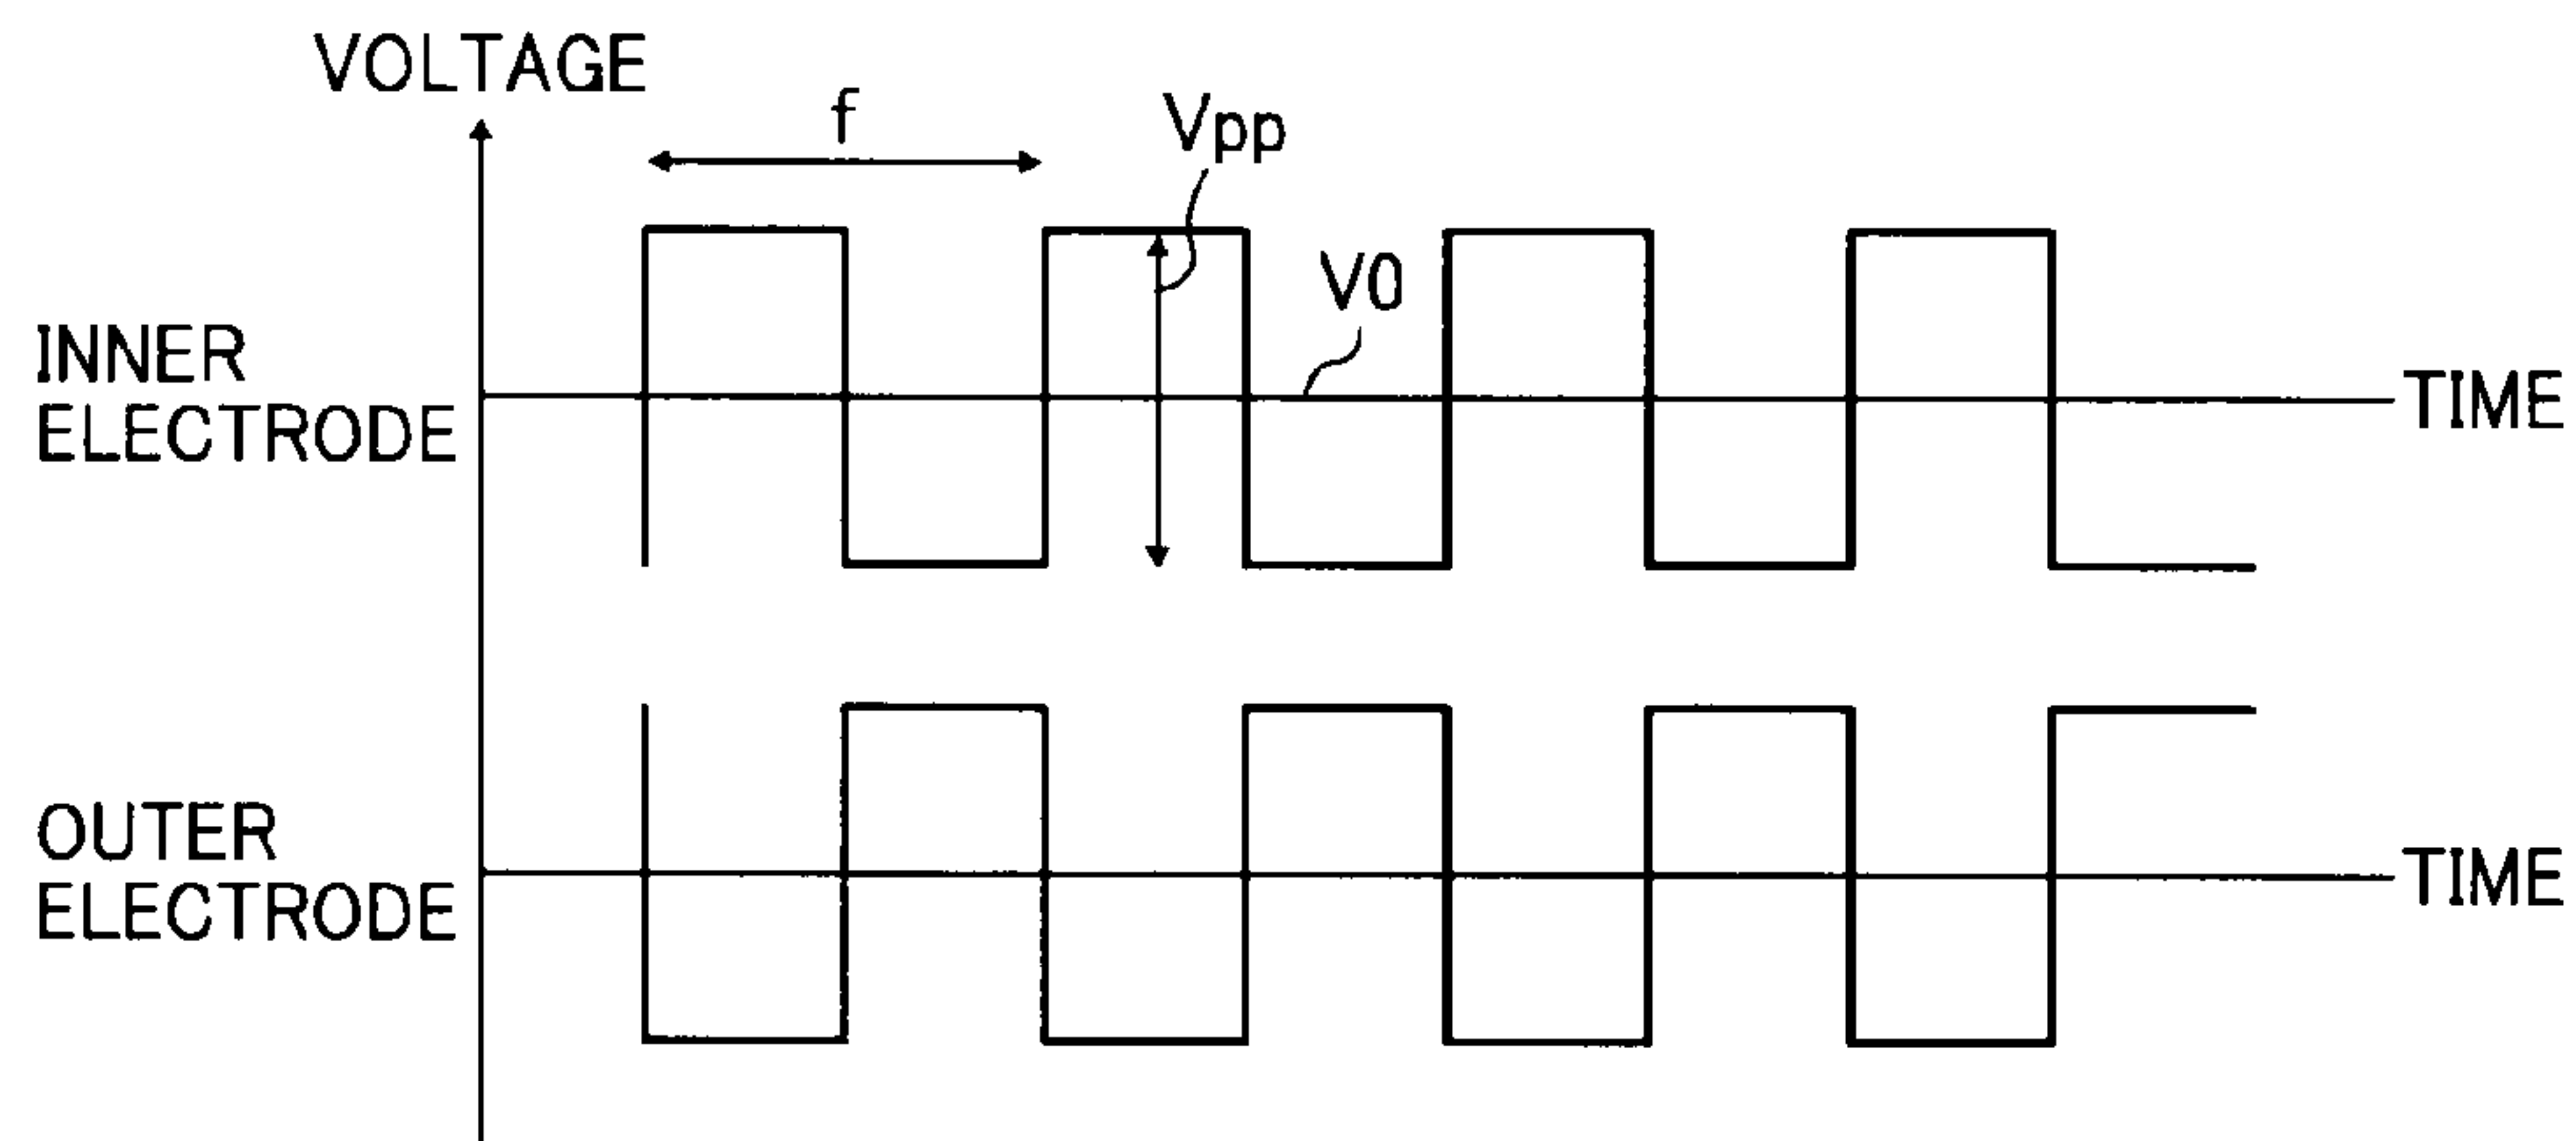 VOLTAGE
f
Vpp
V0
INNER
ELECTRODE
TIME
OUTER
ELECTRODE
TIME